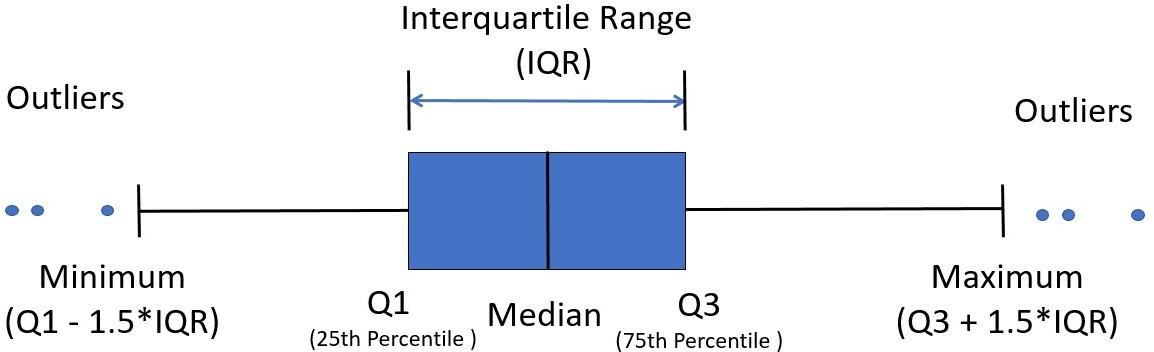 Interquartile Range
(IQR)
Outliers
Outliers
Minimum
(Q1 - 1.5*IQR)
Q1
(25th Percentile )
Median
Q3
(75th Percentile )
Maximum
(Q3 + 1.5*IQR)